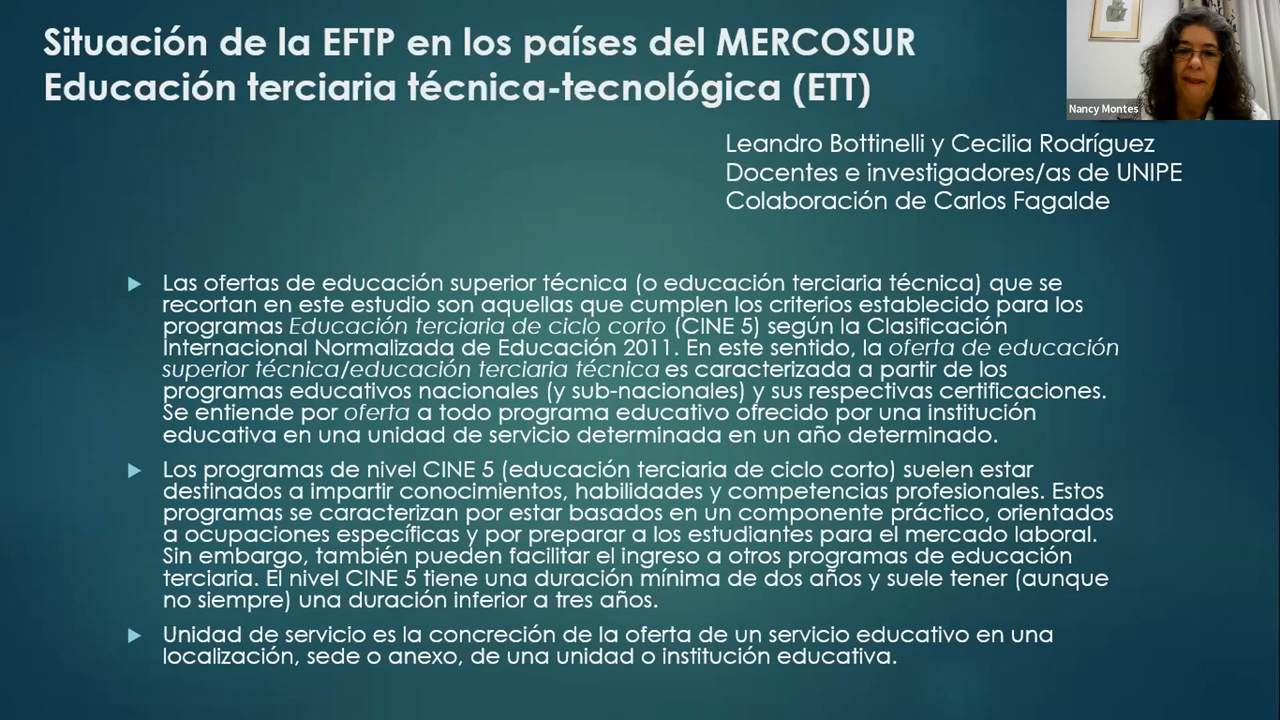 Situación de la EFTP en los países del MERCOSUR
Educación terciaria técnica-tecnológica (ETT)
Nancy Montes
Leandro Bottinelli y Cecilia Rodríguez
Docentes e investigadores/as de UNIPE
Colaboración de Carlos Fagalde
Las ofertas de educación superior técnica (o educación terciaria técnica) que se
recortan en este estudio son aquellas que cumplen los criterios establecido para los
programas Educación terciaria de ciclo corto (CINE 5) según la Clasificación
Internacional Normalizada de Educación 2011. En este sentido, la oferta de educación
superior técnica/educación terciaria técnica es caracterizada a partir de los
programas educativos nacionales (y sub-nacionales) y sus respectivas certificaciones.
Se entiende por oferta a todo programa educativo ofrecido por una institución
educativa en una unidad de servicio determinada en un año determinado.
Los programas de nivel CINE 5 (educación terciaria de ciclo corto) suelen estar
destinados a impartir conocimientos, habilidades y competencias profesionales. Estos
programas se caracterizan por estar basados en un componente práctico, orientados
a ocupaciones específicas y por preparar a los estudiantes para el mercado laboral.
Sin embargo, también pueden facilitar el ingreso a otros programas de educación
terciaria. El nivel CINE 5 tiene una duración mínima de dos años y suele tener (aunque
no siempre) una duración inferior a tres años.
Unidad de servicio es la concreción de la oferta de un servicio educativo en una
localización, sede o anexo, de una unidad o institución educativa.